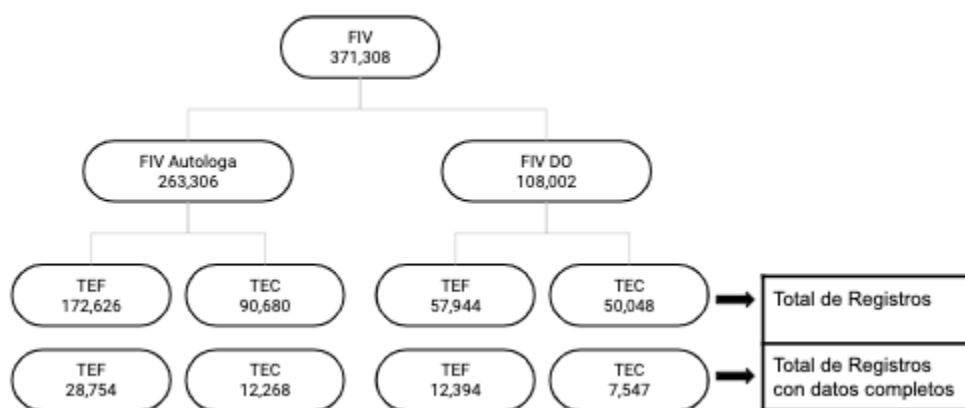 FIV
371,308
FIV Autologa
263,306
FIV DO
108,002
TEF
172,626
TEC
90,680
TEF
57,944
TEC
50,048
Total de Registros
TEF
28,754
TEC
12,268
TEF
12,394
TEC
7,547
Total de Registros
con datos completos